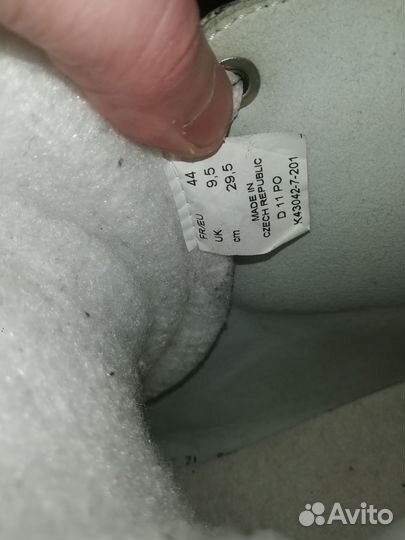 FR/EU 44
UK 9,5
cm 29,5
MADE IN
CZECH REPUBLIC
D 11 PO
K43042-7-201
71
Avito